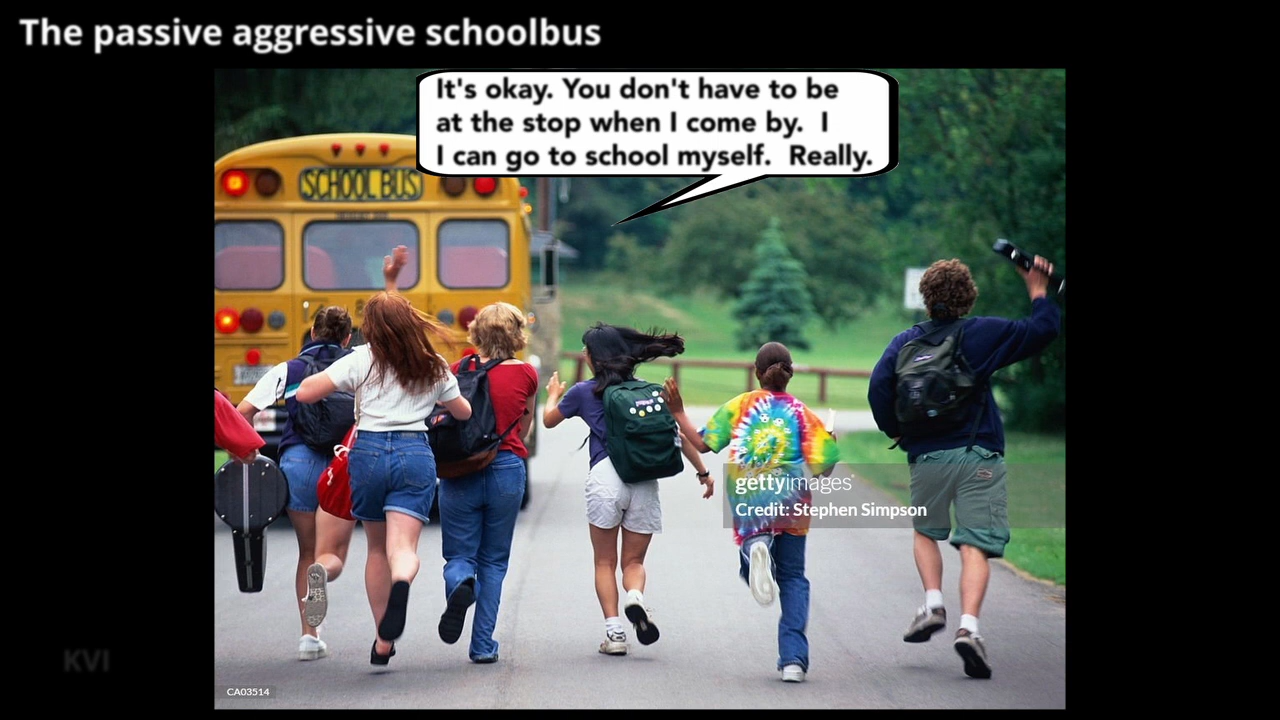 The passive aggressive schoolbus
It's okay. You don't have to be
at the stop when I come by.  I
I can go to school myself.  Really.
SCHOOL BUS
gettyimages®
Credit: Stephen Simpson
KVI
CA03514